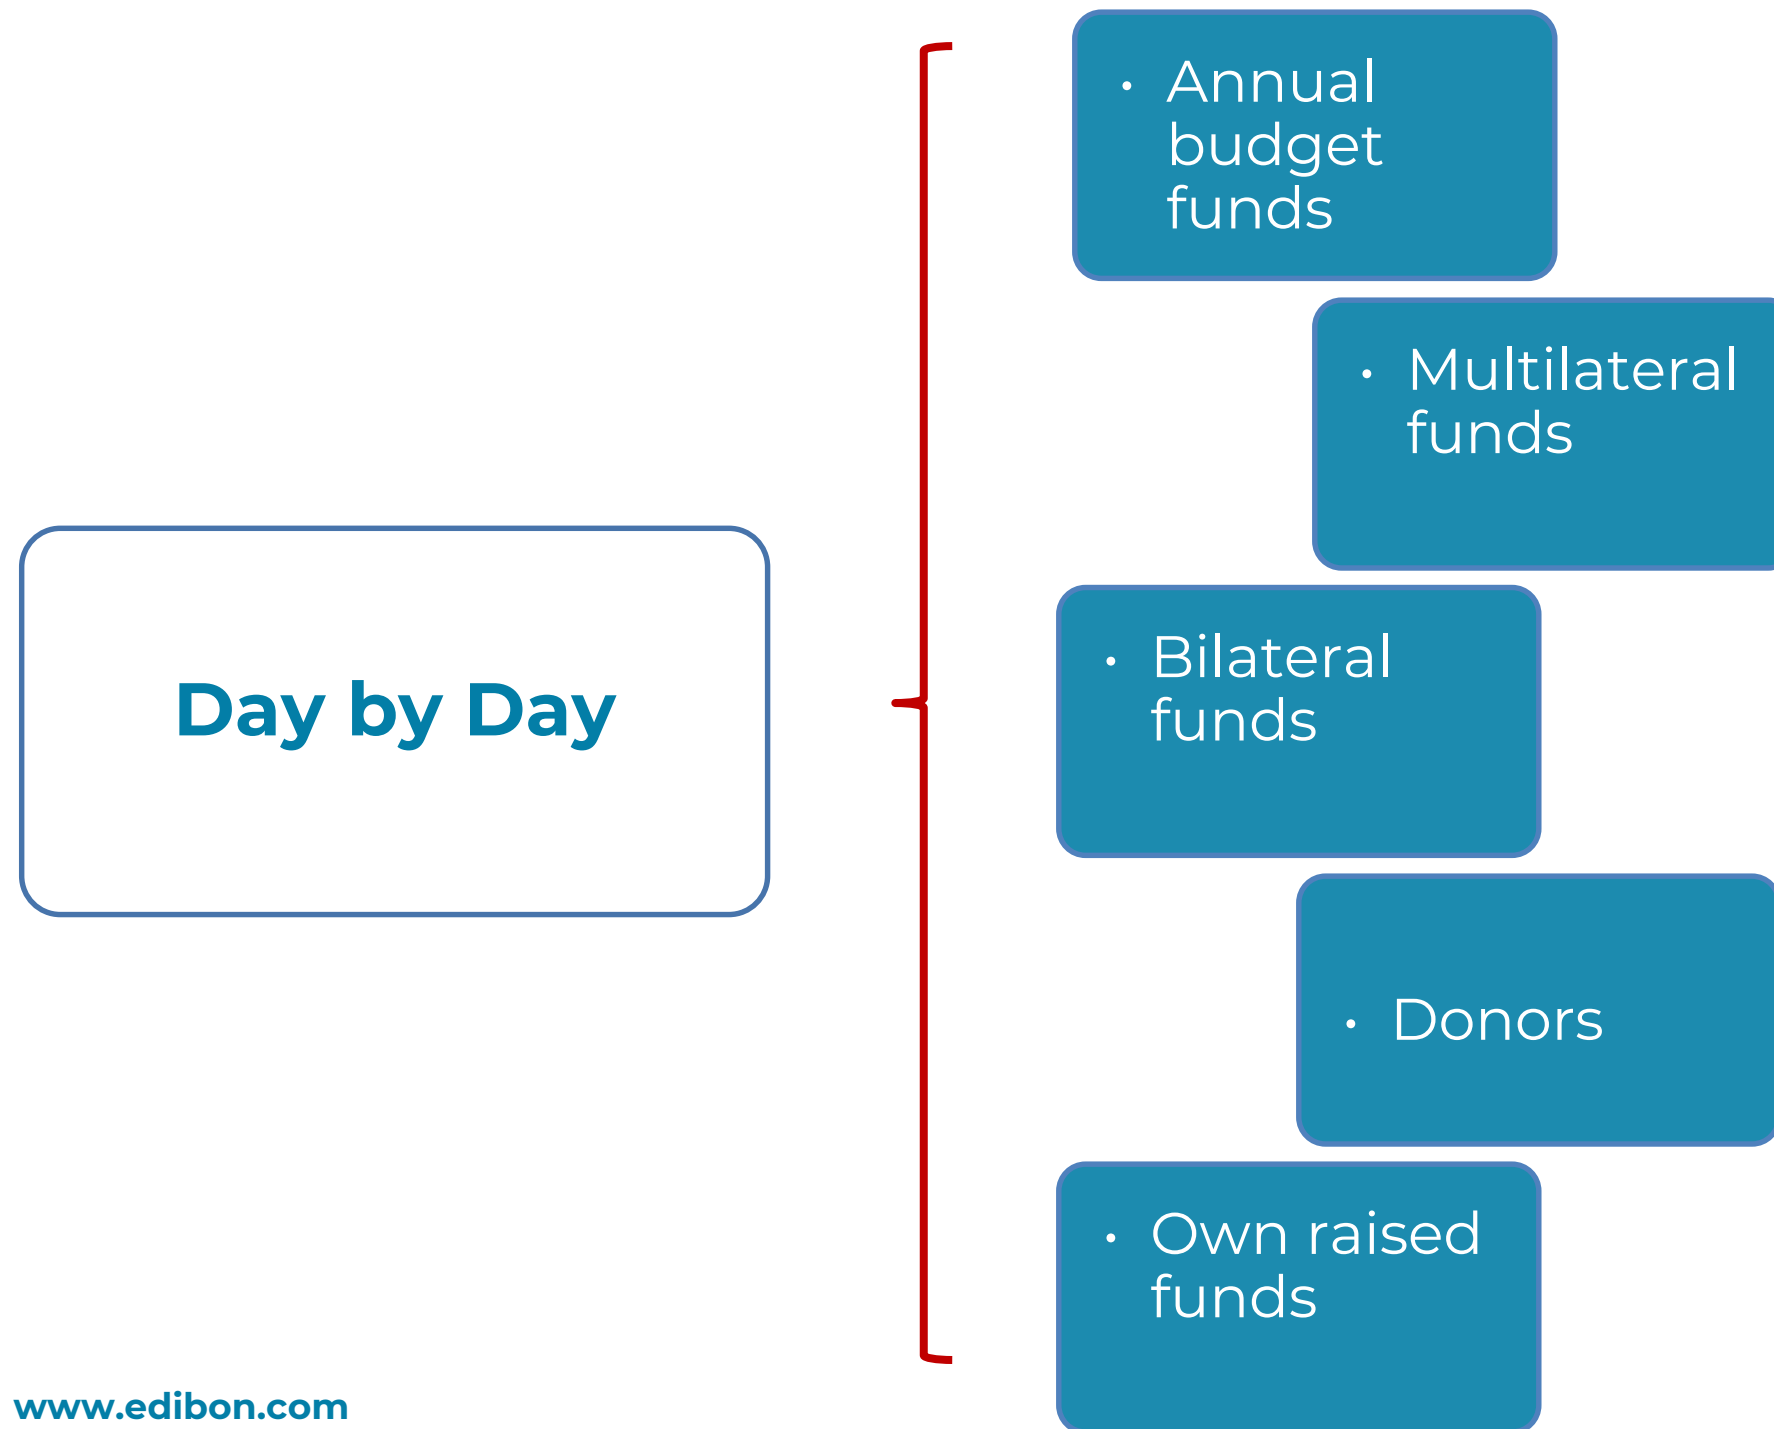 Day by Day
• Annual
budget
funds
• Multilateral
funds
• Bilateral
funds
• Donors
• Own raised
funds
www.edibon.com